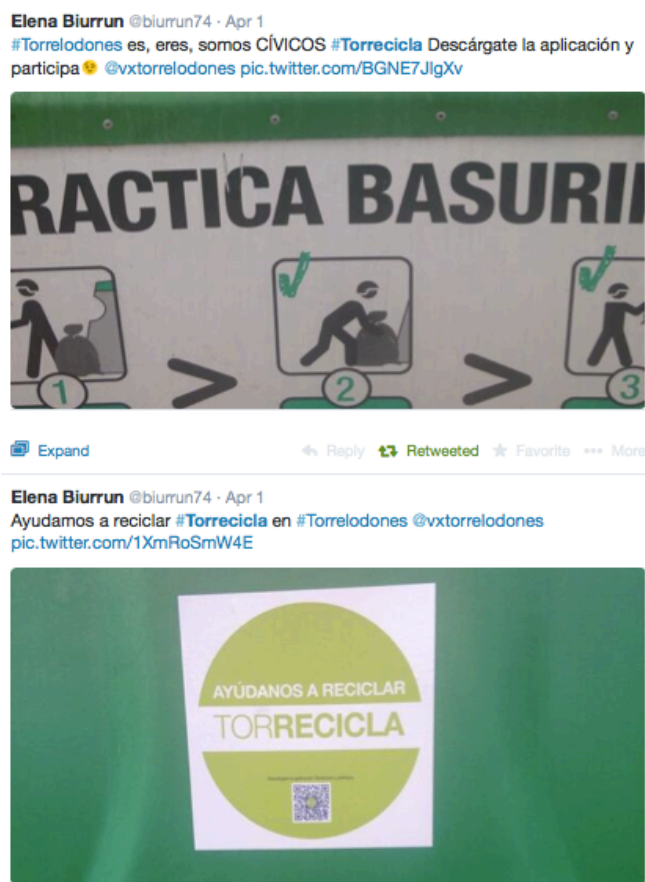 Elena Biurrun @biurrun74 · Apr 1
#Torrelodones es, eres, somos CÍVICOS #Torrecicla Descárgate la aplicación y
participa😉 @vxtorrelodones pic.twitter.com/BGNE7JlgXv
RACTICA BASURII
1 > 2 > 3
Expand Reply Retweeted Favorite More
Elena Biurrun @biurrun74 · Apr 1
Ayudamos a reciclar #Torrecicla en #Torrelodones @vxtorrelodones
pic.twitter.com/1XmRoSmW4E
AYÚDANOS A RECICLAR
TORRECICLA